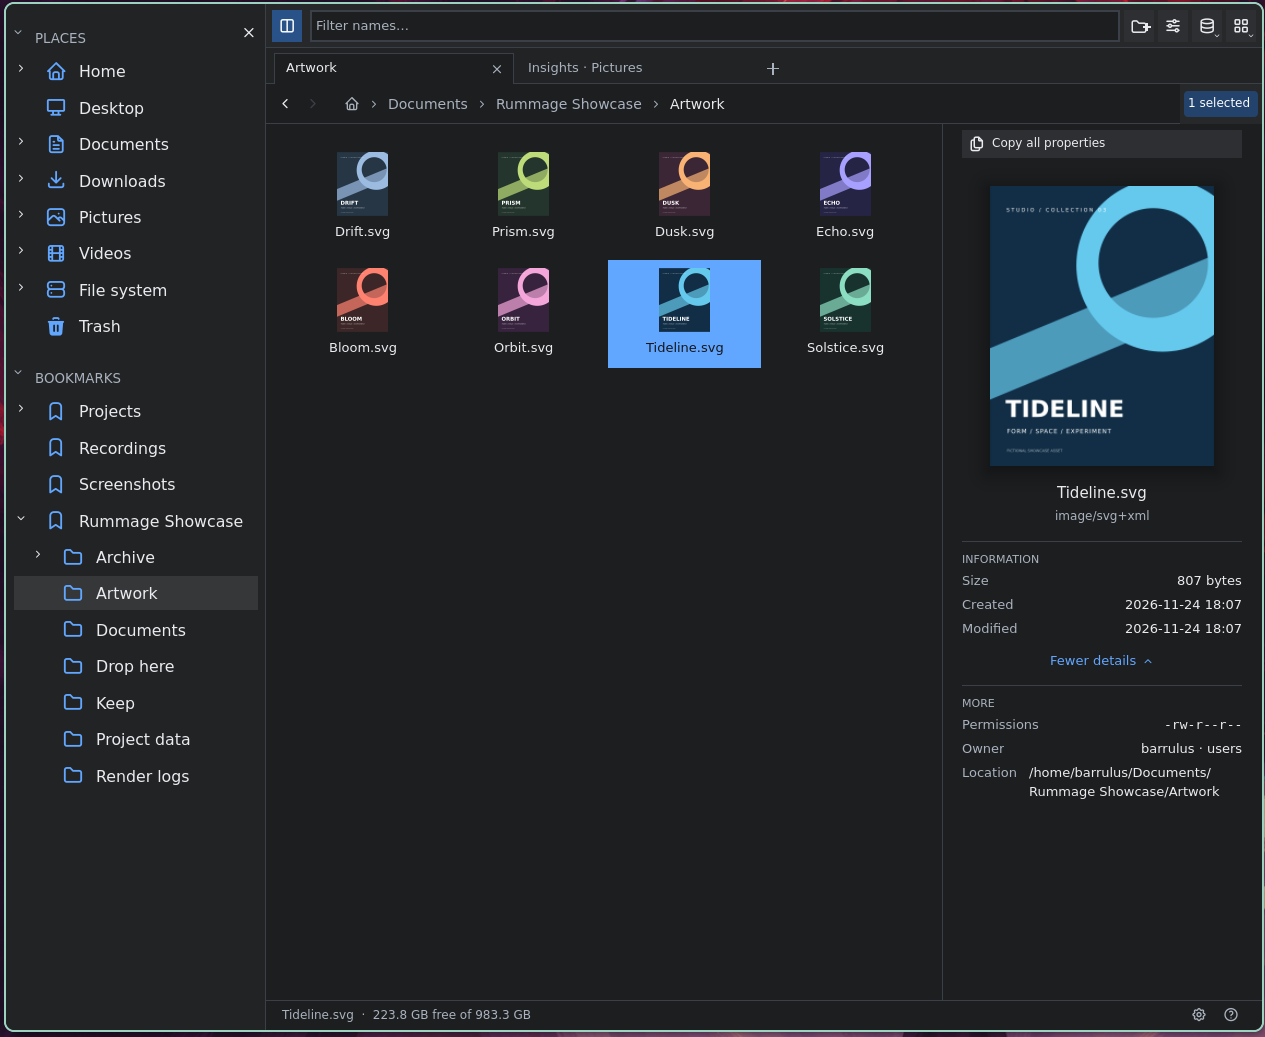 PLACES
Home
Desktop
Documents
Downloads
Pictures
Videos
File system
Trash
BOOKMARKS
Projects
Recordings
Screenshots
Rummage Showcase
Archive
Artwork
Documents
Drop here
Keep
Project data
Render logs
Filter names...
Artwork
Insights · Pictures
Documents
Rummage Showcase
Artwork
1 selected
DRIFT
Drift.svg
PRISM
Prism.svg
DUSK
Dusk.svg
ECHO
Echo.svg
BLOOM
Bloom.svg
ORBIT
Orbit.svg
TIDELINE
Tideline.svg
SOLSTICE
Solstice.svg
Copy all properties
STUDIO / COLLECTION
TIDELINE
FORM / SPACE / EXPERIMENT
FICTIONAL SHOWCASE ASSET
Tideline.svg
image/svg+xml
INFORMATION
Size 807 bytes
Created 2026-11-24 18:07
Modified 2026-11-24 18:07
Fewer details
MORE
Permissions -rw-r--r--
Owner barrulus · users
Location /home/barrulus/Documents/
Rummage Showcase/Artwork
Tideline.svg · 223.8 GB free of 983.3 GB